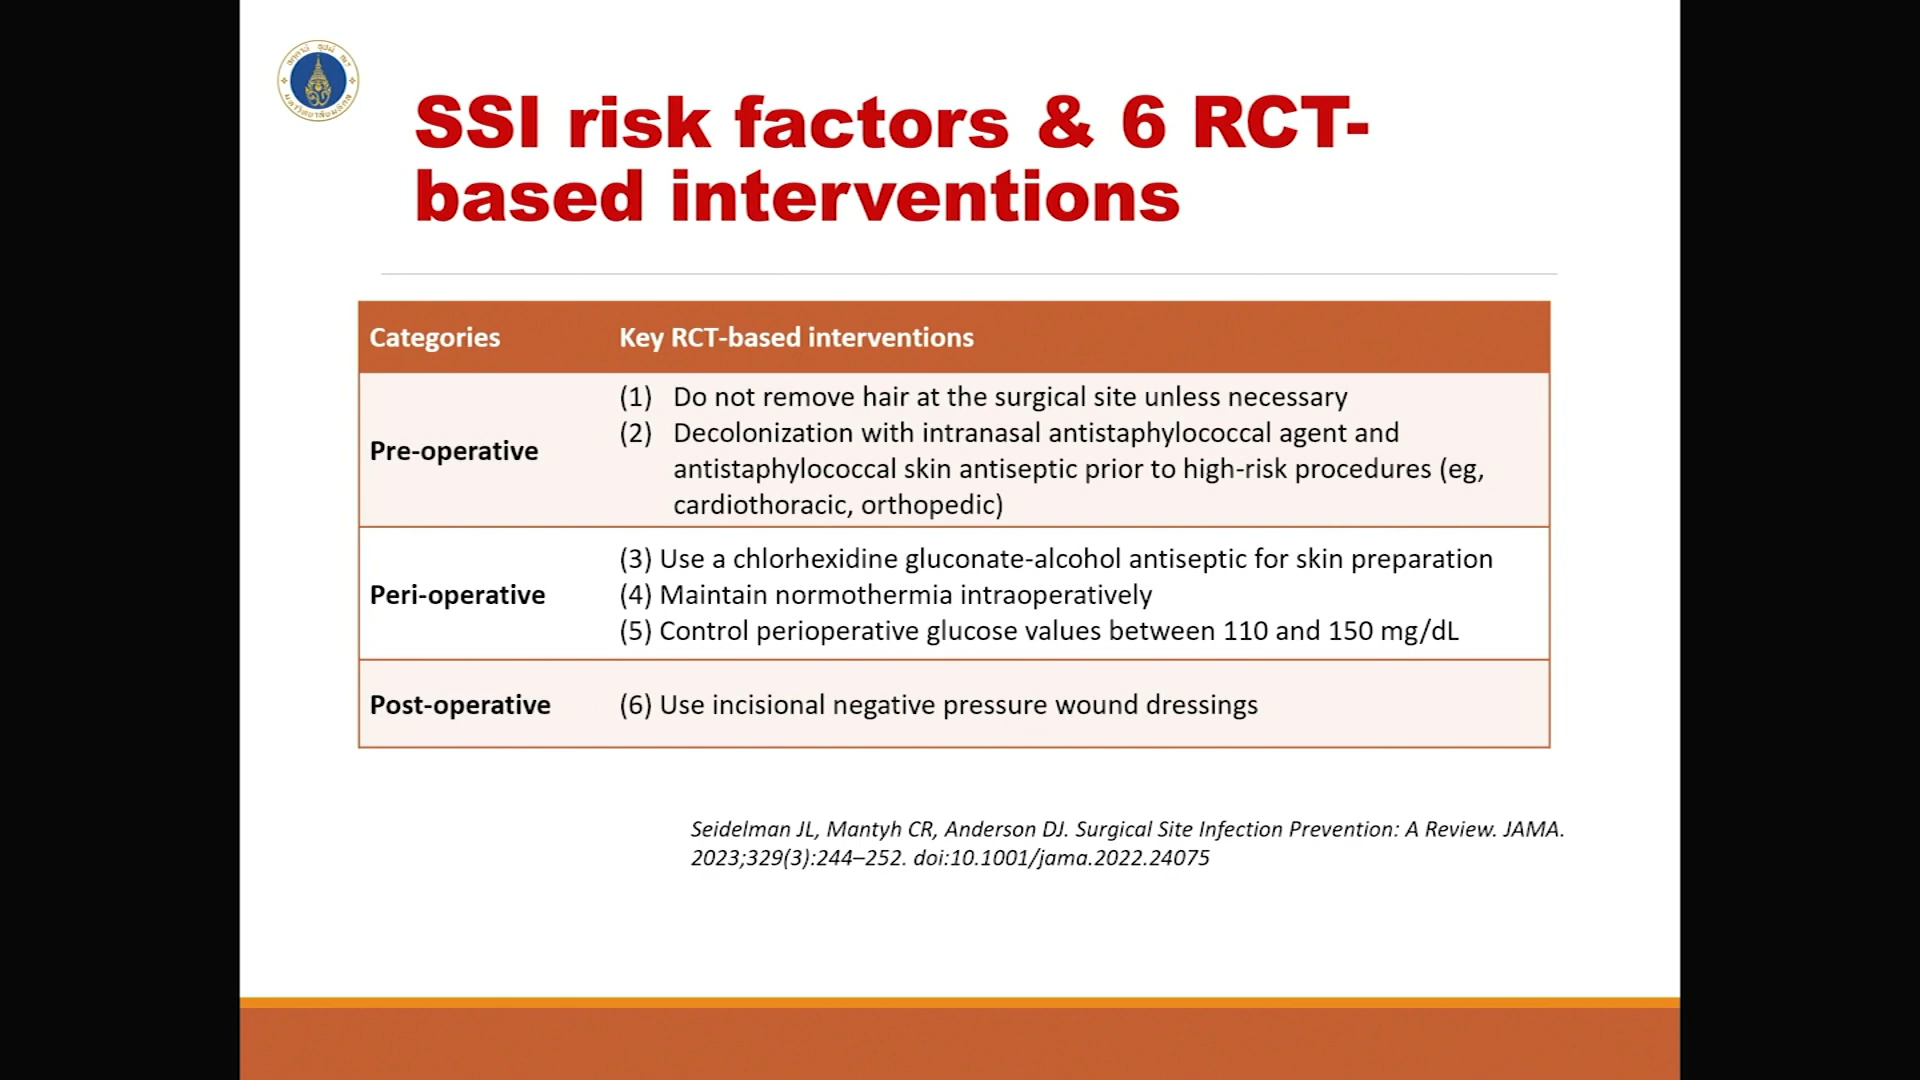 SSI risk factors & 6 RCT-
based interventions
Categories Key RCT-based interventions
Pre-operative
(1) Do not remove hair at the surgical site unless necessary
(2) Decolonization with intranasal antistaphylococcal agent and
antistaphylococcal skin antiseptic prior to high-risk procedures (eg,
cardiothoracic, orthopedic)
Peri-operative
(3) Use a chlorhexidine gluconate-alcohol antiseptic for skin preparation
(4) Maintain normothermia intraoperatively
(5) Control perioperative glucose values between 110 and 150 mg/dL
Post-operative
(6) Use incisional negative pressure wound dressings
Seidelman JL, Mantyh CR, Anderson DJ. Surgical Site Infection Prevention: A Review. JAMA.
2023;329(3):244–252. doi:10.1001/jama.2022.24075